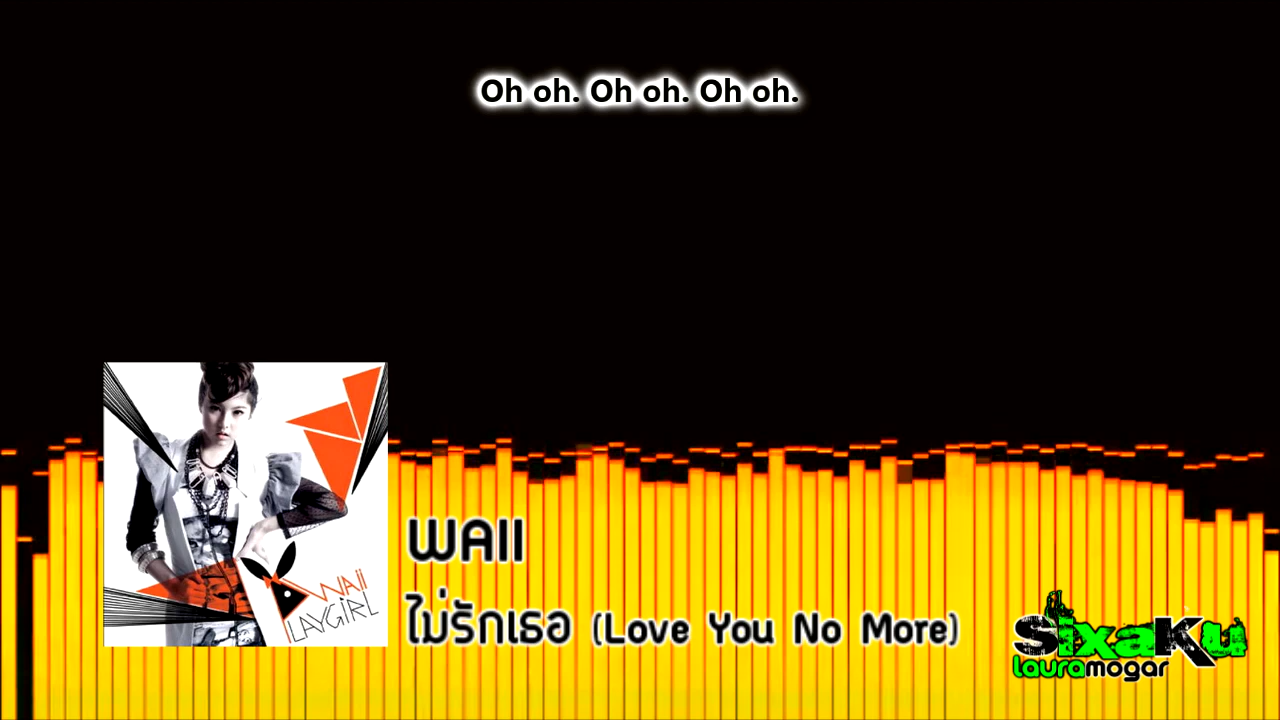 Oh oh. Oh oh. Oh oh.
WAII
PLAYGIRL
WAII
ไม่รักเธอ (Love You No More)
Sixaku
lauramogar